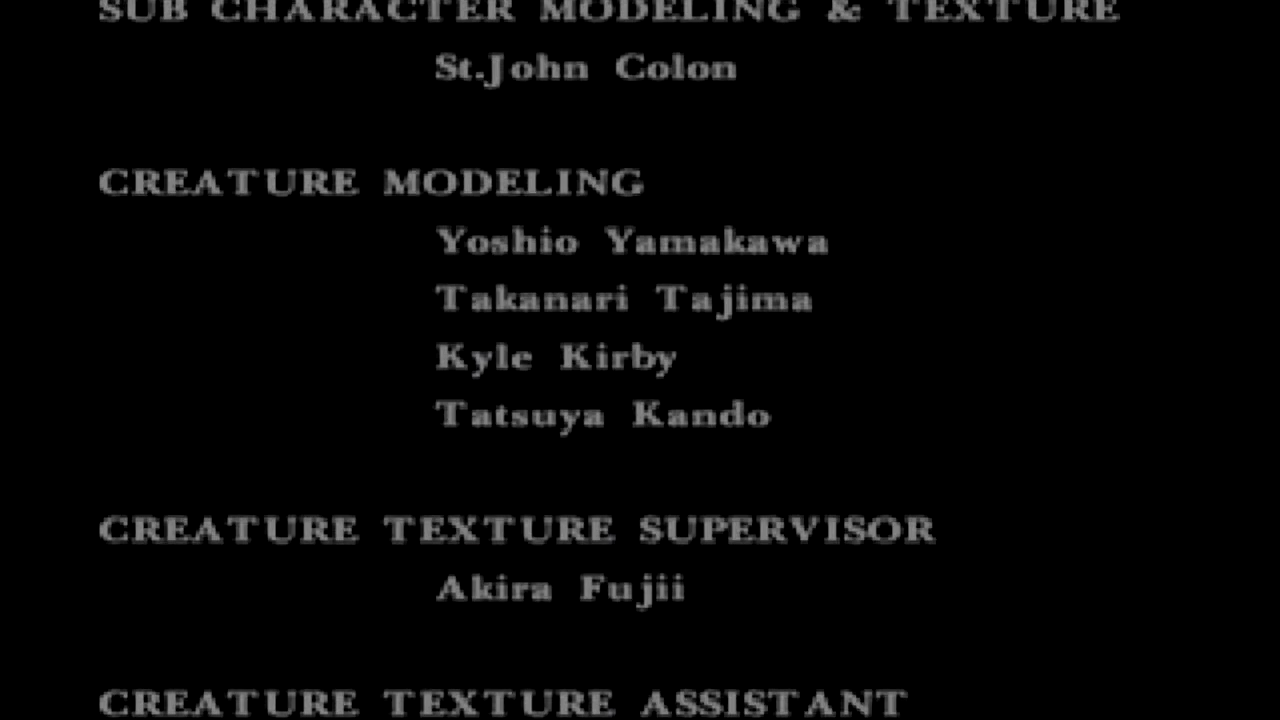 SUB CHARACTER MODELING & TEXTURE
St.John Colon
CREATURE MODELING
Yoshio Yamakawa
Takanari Tajima
Kyle Kirby
Tatsuya Kando
CREATURE TEXTURE SUPERVISOR
Akira Fujii
CREATURE TEXTURE ASSISTANT